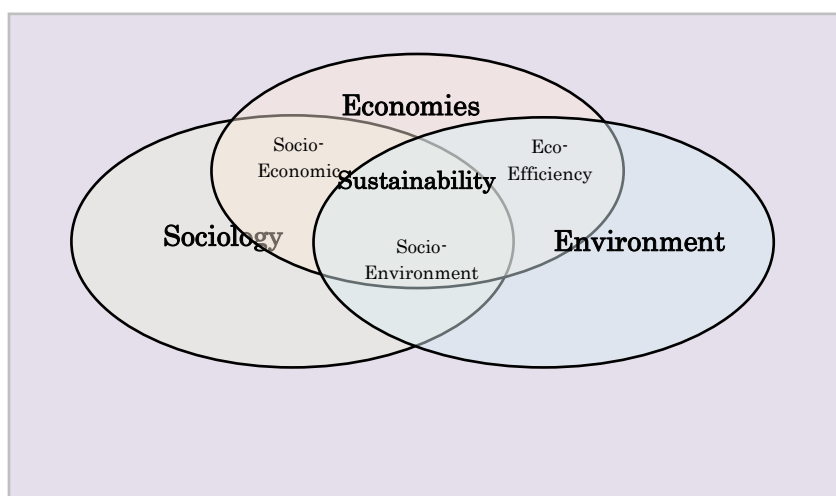 Economies
Socio-
Economic
Eco-
Efficiency
Sustainability
Sociology
Environment
Socio-
Environment